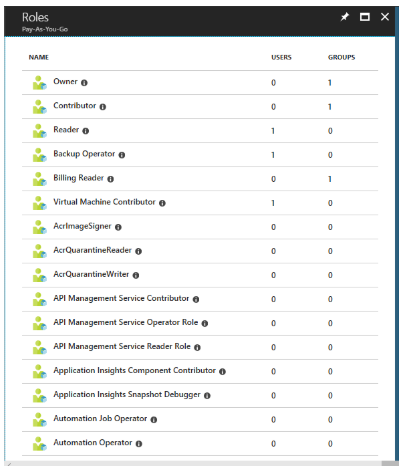 Roles
Pay-As-You-Go
NAME USERS GROUPS
Owner 0 1
Contributor 0 1
Reader 1 0
Backup Operator 1 0
Billing Reader 0 1
Virtual Machine Contributor 1 0
AcrImageSigner 0 0
AcrQuarantineReader 0 0
AcrQuarantineWriter 0 0
API Management Service Contributor 0 0
API Management Service Operator Role 0 0
API Management Service Reader Role 0 0
Application Insights Component Contributor 0 0
Application Insights Snapshot Debugger 0 0
Automation Job Operator 0 0
Automation Operator 0 0